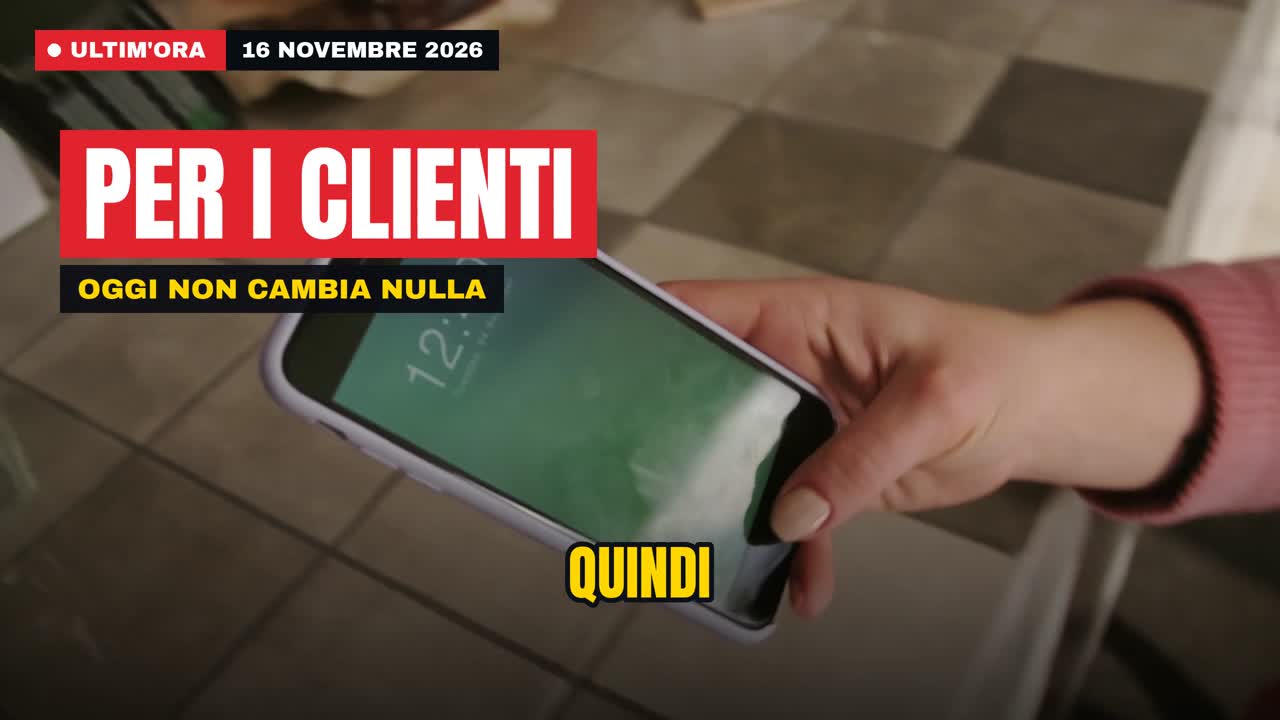 ULTIM'ORA 16 NOVEMBRE 2026
PER I CLIENTI
OGGI NON CAMBIA NULLA
QUINDI